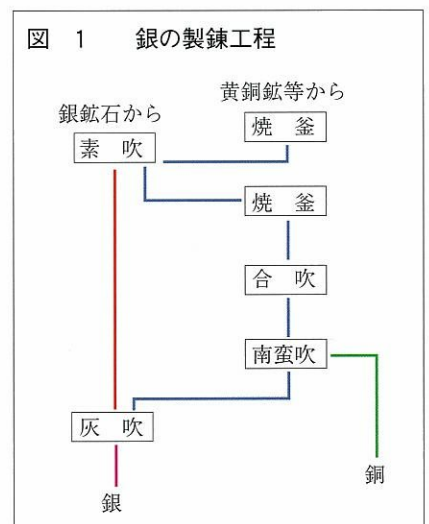 図 1 銀の製錬工程
黄銅鉱等から
銀鉱石から
焼 釜
素 吹
焼 釜
合 吹
南蛮吹
灰 吹
銅
銀